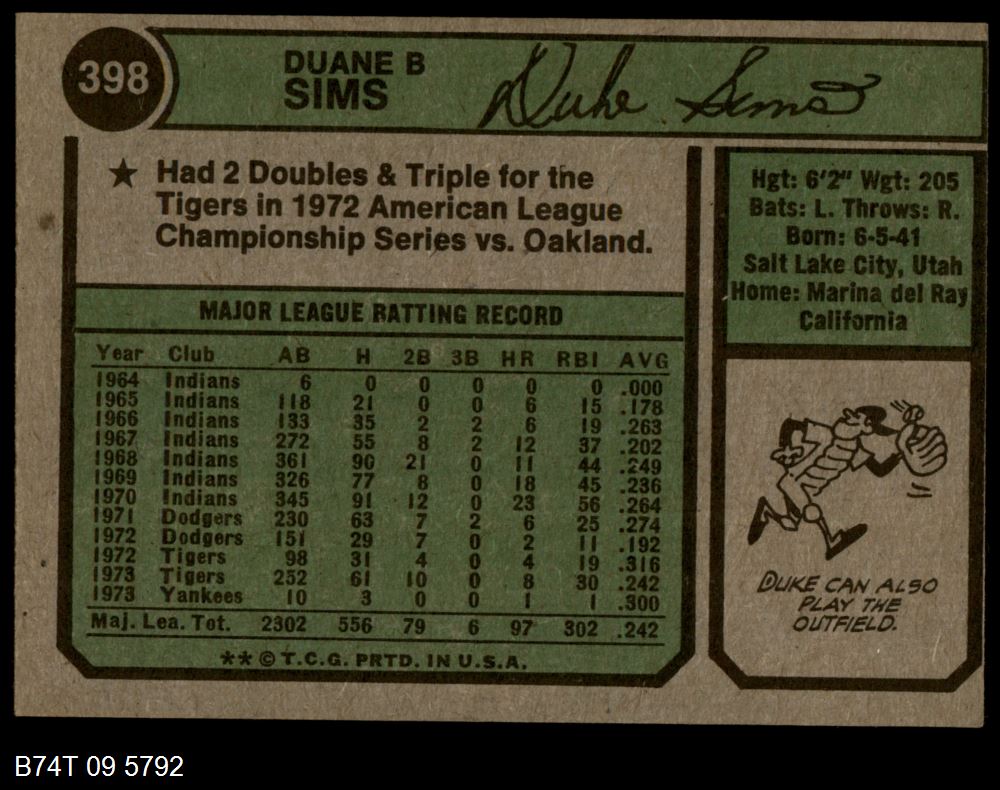 398
DUANE B
SIMS
Duke Sims
★ Had 2 Doubles & Triple for the
Tigers in 1972 American League
Championship Series vs. Oakland.
MAJOR LEAGUE BATTING RECORD
Year Club AB H 2B 3B HR RBI AVG
1964 Indians 6 0 0 0 0 0 .000
1965 Indians 118 21 0 0 6 15 .178
1966 Indians 133 35 2 2 6 19 .263
1967 Indians 272 55 8 2 12 37 .202
1968 Indians 361 90 21 0 11 44 .249
1969 Indians 326 77 8 0 18 45 .236
1970 Indians 345 91 12 0 23 56 .264
1971 Dodgers 230 63 7 2 6 25 .274
1972 Dodgers 151 29 7 0 2 11 .192
1972 Tigers 98 31 4 0 4 19 .316
1973 Tigers 252 61 10 0 8 30 .242
1973 Yankees 10 3 0 0 1 1 .300
Maj. Lea. Tot. 2302 556 79 6 97 302 .242
** © T.C.G. PRTD. IN U.S.A.
Hgt: 6'2" Wgt: 205
Bats: L. Throws: R.
Born: 6-5-41
Salt Lake City, Utah
Home: Marina del Ray
California
DUKE CAN ALSO
PLAY THE
OUTFIELD.
B74T 09 5792